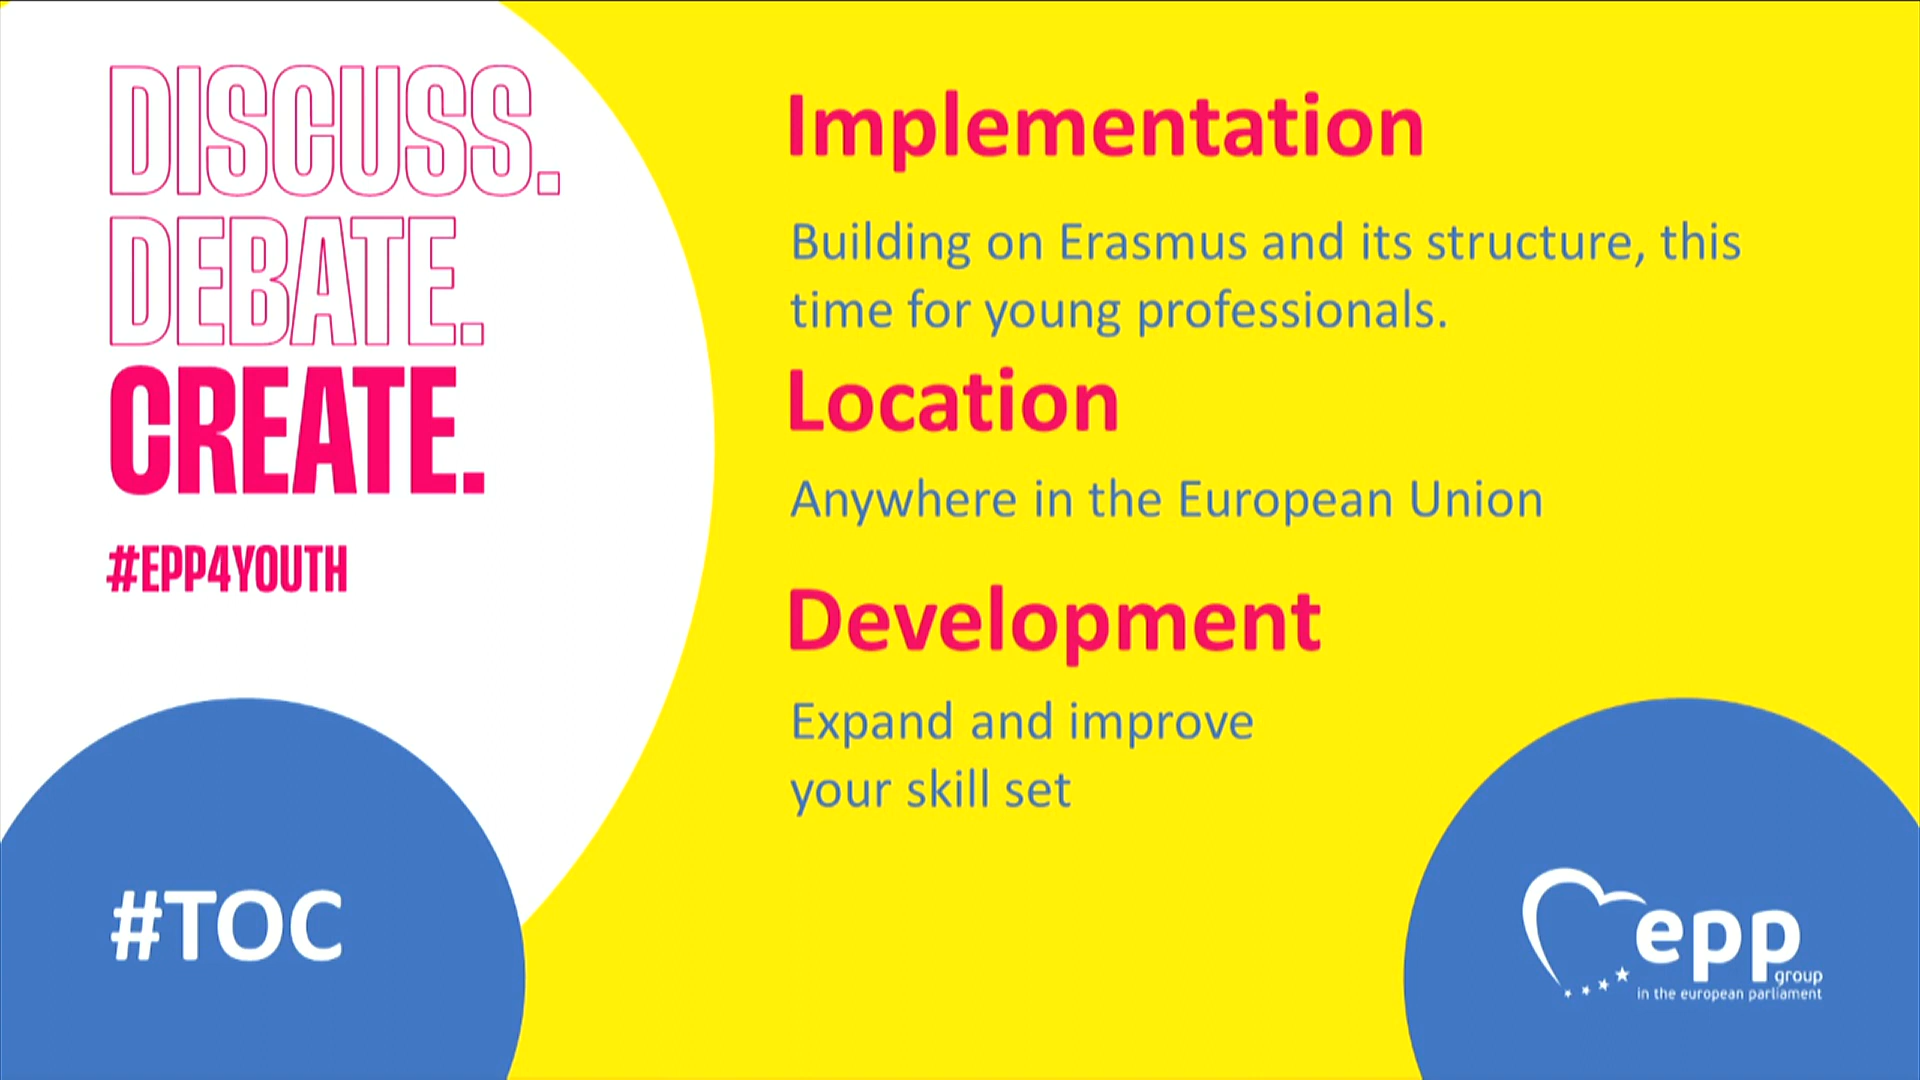 DISCUSS.
DEBATE.
CREATE.
#EPP4YOUTH
#TOC
Implementation
Building on Erasmus and its structure, this
time for young professionals.
Location
Anywhere in the European Union
Development
Expand and improve
your skill set
epp
group
in the european parliament